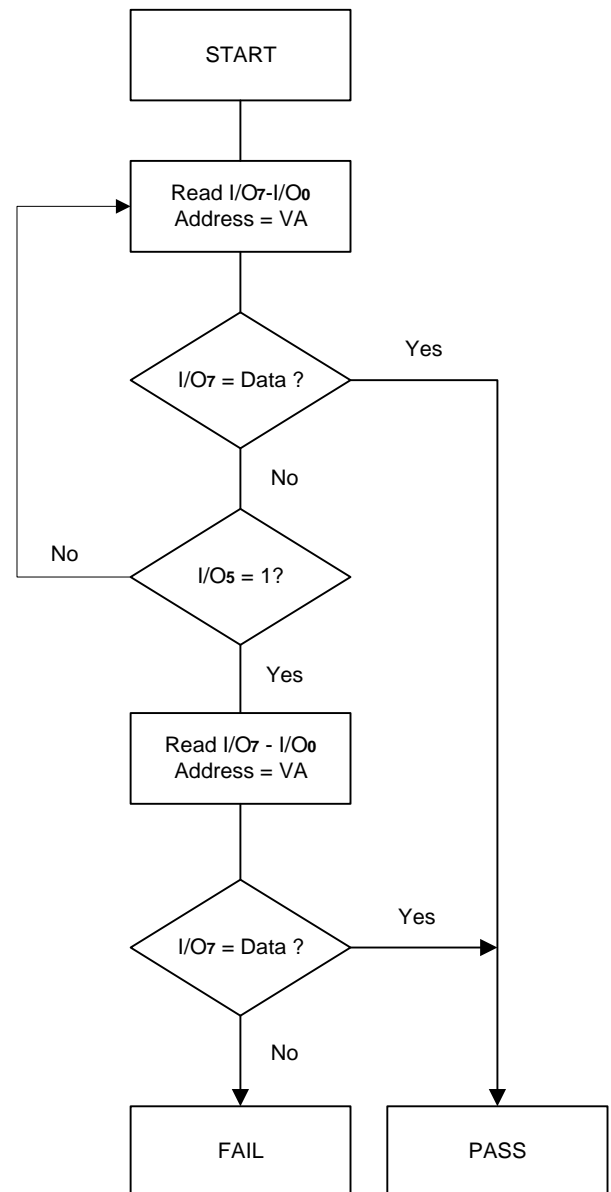 START
Read I/O7-I/O0
Address = VA
I/O7 = Data ?
Yes
No
I/O5 = 1?
No
Yes
Read I/O7 - I/O0
Address = VA
I/O7 = Data ?
Yes
No
FAIL
PASS